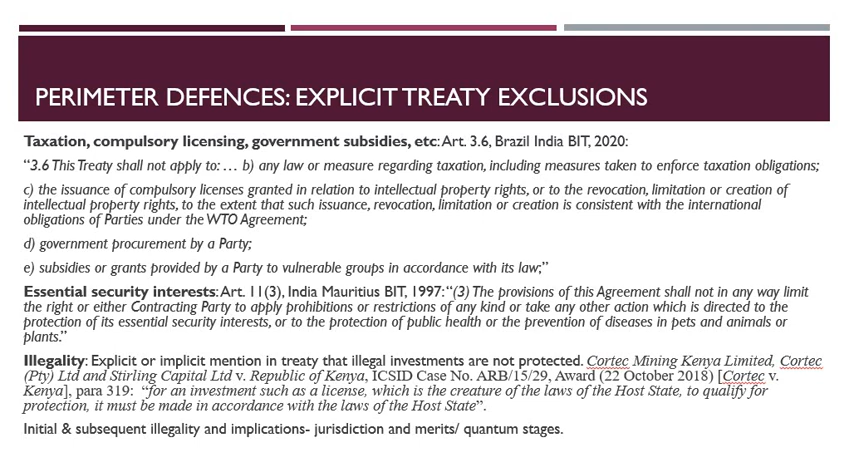 PERIMETER DEFENCES: EXPLICIT TREATY EXCLUSIONS
Taxation, compulsory licensing, government subsidies, etc: Art. 3.6, Brazil India BIT, 2020:
“3.6 This Treaty shall not apply to: … b) any law or measure regarding taxation, including measures taken to enforce taxation obligations;
c) the issuance of compulsory licenses granted in relation to intellectual property rights, or to the revocation, limitation or creation of
intellectual property rights, to the extent that such issuance, revocation, limitation or creation is consistent with the international
obligations of Parties under the WTO Agreement;
d) government procurement by a Party;
e) subsidies or grants provided by a Party to vulnerable groups in accordance with its law;”
Essential security interests: Art. 11(3), India Mauritius BIT, 1997: “(3) The provisions of this Agreement shall not in any way limit
the right or either Contracting Party to apply prohibitions or restrictions of any kind or take any other action which is directed to the
protection of its essential security interests, or to the protection of public health or the prevention of diseases in pets and animals or
plants.”
Illegality: Explicit or implicit mention in treaty that illegal investments are not protected. Cortec Mining Kenya Limited, Cortec
(Pty) Ltd and Stirling Capital Ltd v. Republic of Kenya, ICSID Case No. ARB/15/29, Award (22 October 2018) [Cortec v.
Kenya], para 319: “for an investment such as a license, which is the creature of the laws of the Host State, to qualify for
protection, it must be made in accordance with the laws of the Host State”.
Initial & subsequent illegality and implications- jurisdiction and merits/ quantum stages.